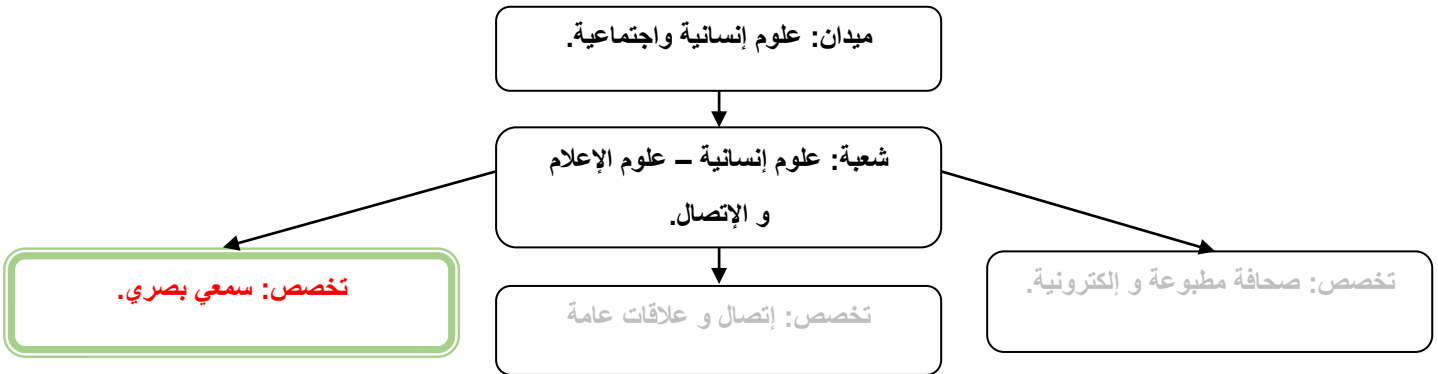 ميدان: علوم إنسانية واجتماعية.
شعبة: علوم إنسانية – علوم الإعلام
و الإتصال.
تخصص: صحافة مطبوعة و إلكترونية.
تخصص: إتصال و علاقات عامة
تخصص: سمعي بصري.